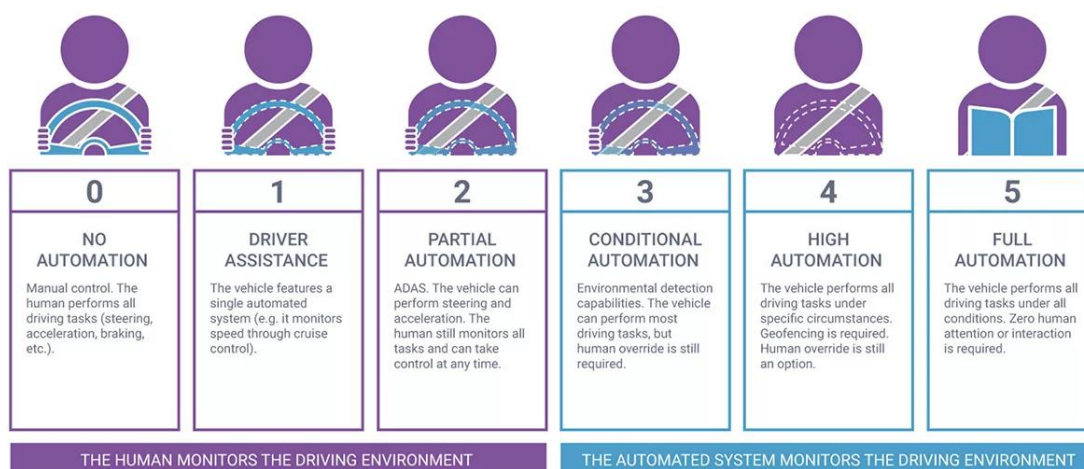 0
NO
AUTOMATION
Manual control. The
human performs all
driving tasks (steering,
acceleration, braking,
etc.).
1
DRIVER
ASSISTANCE
The vehicle features a
single automated
system (e.g. it monitors
speed through cruise
control).
2
PARTIAL
AUTOMATION
ADAS. The vehicle can
perform steering and
acceleration. The
human still monitors all
tasks and can take
control at any time.
3
CONDITIONAL
AUTOMATION
Environmental detection
capabilities. The vehicle
can perform most
driving tasks, but
human override is still
required.
4
HIGH
AUTOMATION
The vehicle performs all
driving tasks under
specific circumstances.
Geofencing is required.
Human override is still
an option.
5
FULL
AUTOMATION
The vehicle performs all
driving tasks under all
conditions. Zero human
attention or interaction
is required.
THE HUMAN MONITORS THE DRIVING ENVIRONMENT
THE AUTOMATED SYSTEM MONITORS THE DRIVING ENVIRONMENT